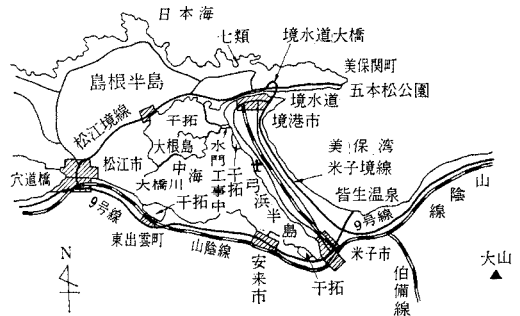 日本海
七類
境水道大橋
美保関町
五本松公園
島根半島
境水道
境港市
干拓
松江境線
大根島
中海
水門工事中
干拓
弓浜半島
美保湾
米子境線
皆生温泉
松江市
宍道橋
大橋川
干拓
9号線
東出雲町
山陰線
安来市
9号線
山陰線
米子市
干拓
伯備線
大山
N